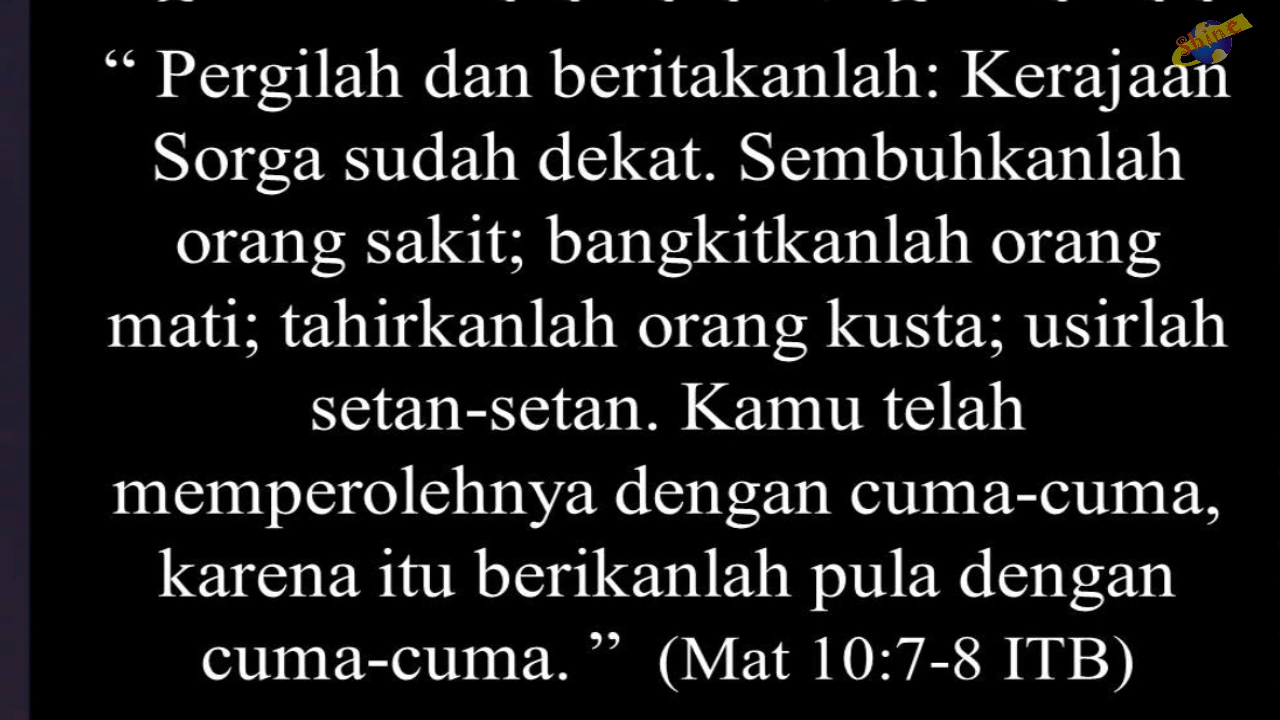 Shine
“ Pergilah dan beritakanlah: Kerajaan
Sorga sudah dekat. Sembuhkanlah
orang sakit; bangkitkanlah orang
mati; tahirkanlah orang kusta; usirlah
setan-setan. Kamu telah
memperolehnya dengan cuma-cuma,
karena itu berikanlah pula dengan
cuma-cuma. ” (Mat 10:7-8 ITB)